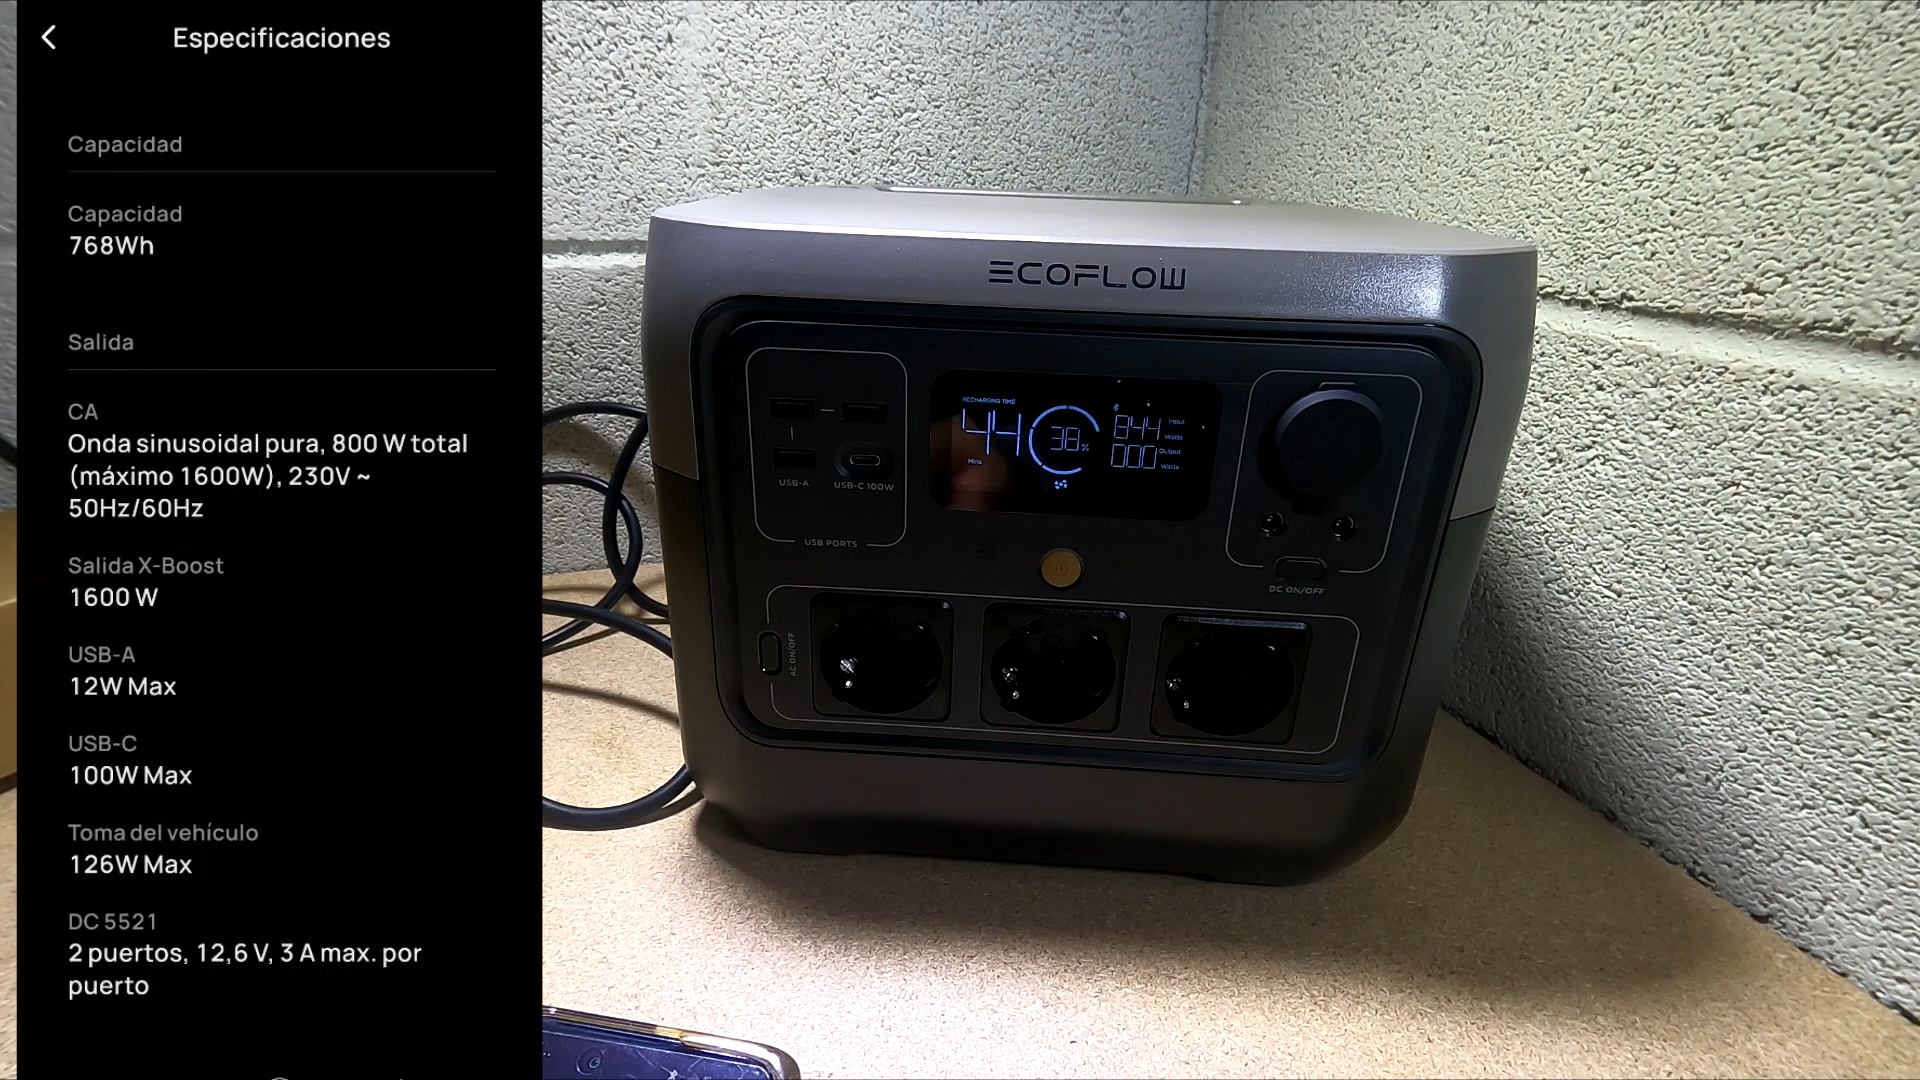 Especificaciones
Capacidad
Capacidad
768Wh
Salida
CA
Onda sinusoidal pura, 800 W total
(máximo 1600W), 230V ~
50Hz/60Hz
Salida X-Boost
1600 W
USB-A
12W Max
USB-C
100W Max
Toma del vehículo
126W Max
DC 5521
2 puertos, 12,6 V, 3 A max. por
puerto
ECOFLOW
RECHARGING TIME
44
Mins
38%
844 Input
Watts
000 Output
Watts
USB-A
USB-C 100W
USB PORTS
DC ON/OFF
AC ON/OFF